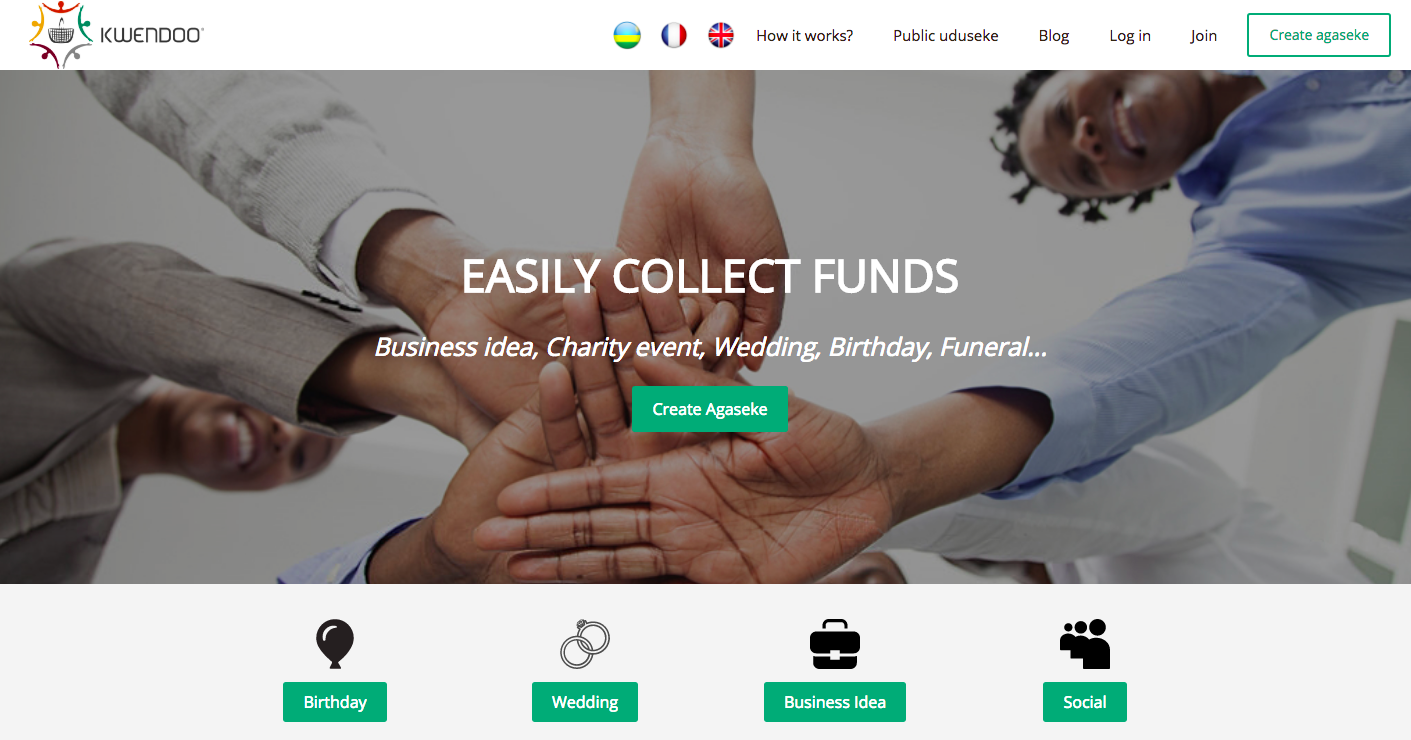 KWENDOO®
How it works?
Public uduseke
Blog
Log in
Join
Create agaseke
EASILY COLLECT FUNDS
Business idea, Charity event, Wedding, Birthday, Funeral...
Create Agaseke
Birthday
Wedding
Business Idea
Social